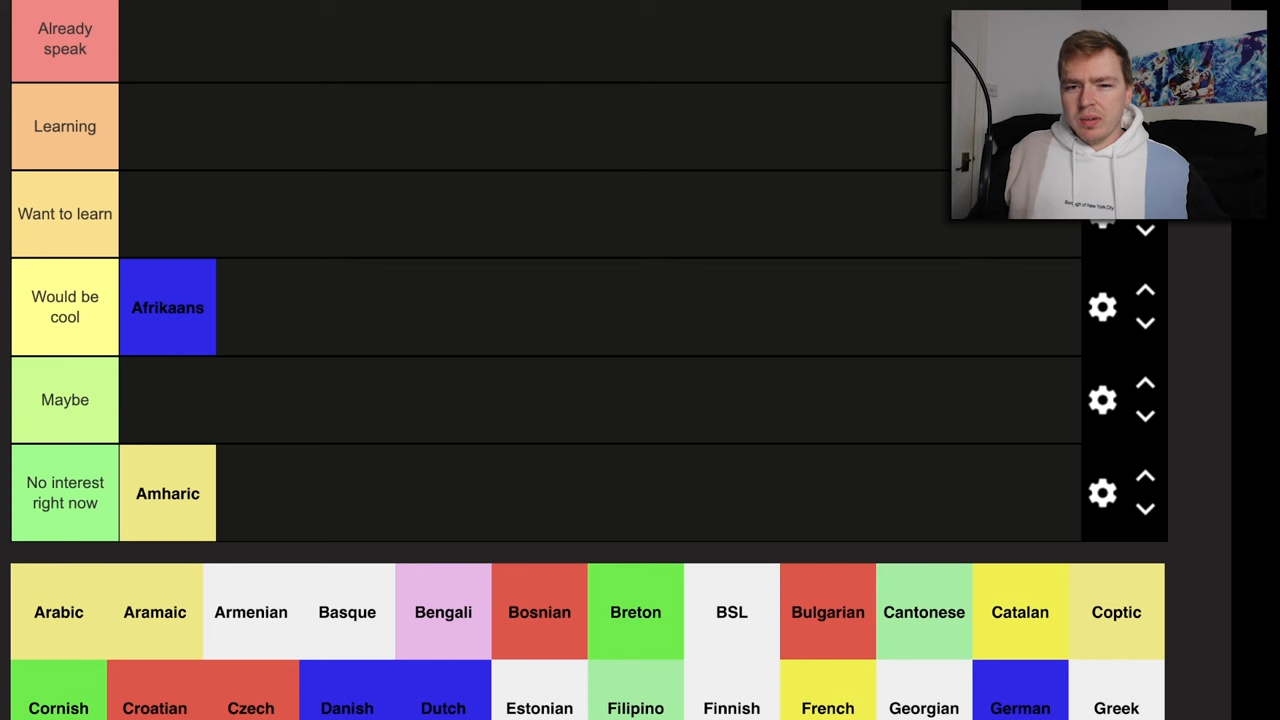 Already
speak
Learning
Want to learn
Would be
cool
Afrikaans
Maybe
No interest
right now
Amharic
Arabic
Aramaic
Armenian
Basque
Bengali
Bosnian
Breton
BSL
Bulgarian
Cantonese
Catalan
Coptic
Cornish
Croatian
Czech
Danish
Dutch
Estonian
Filipino
Finnish
French
Georgian
German
Greek